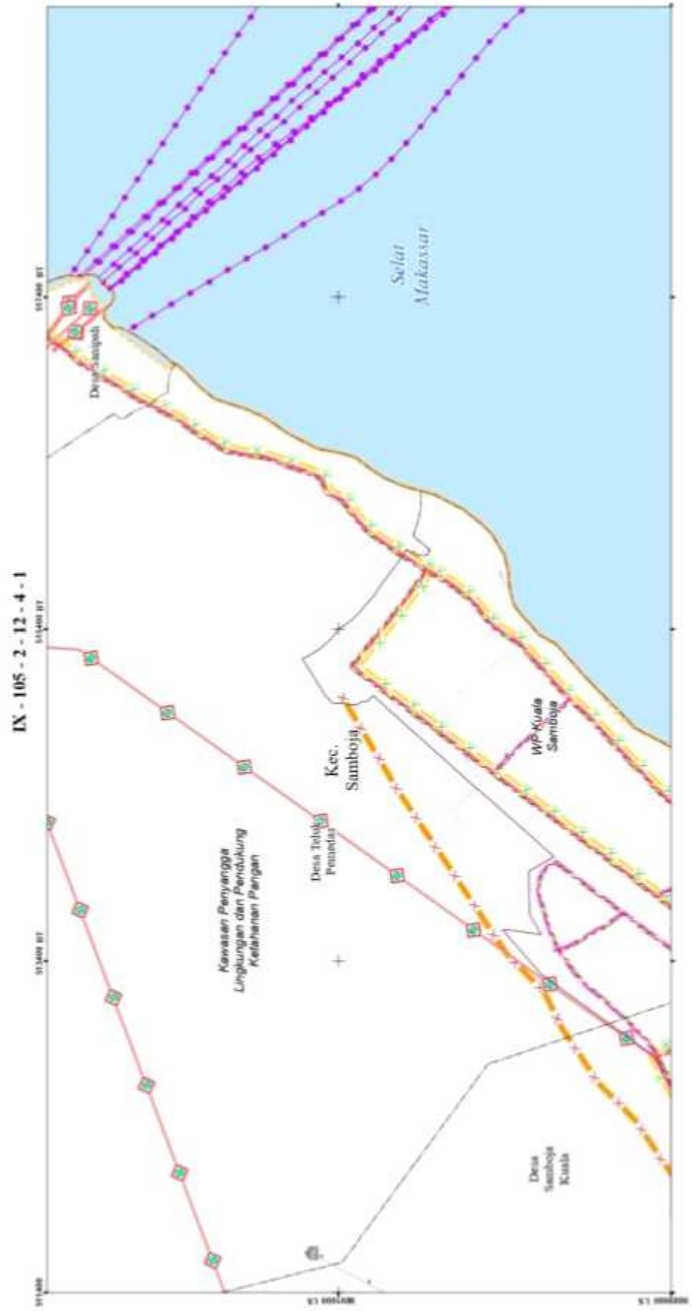 IX - 105 - 2 - 12 - 4 - 1
Desa Sanipah
Selat
Makassar
Kec.
Samboja
WP Kuala
Samboja
Kawasan Penyangga
Lingkungan dan Pendukung
Ketahanan Pangan
Desa Teluk
Pemedas
Desa
Samboja
Kuala